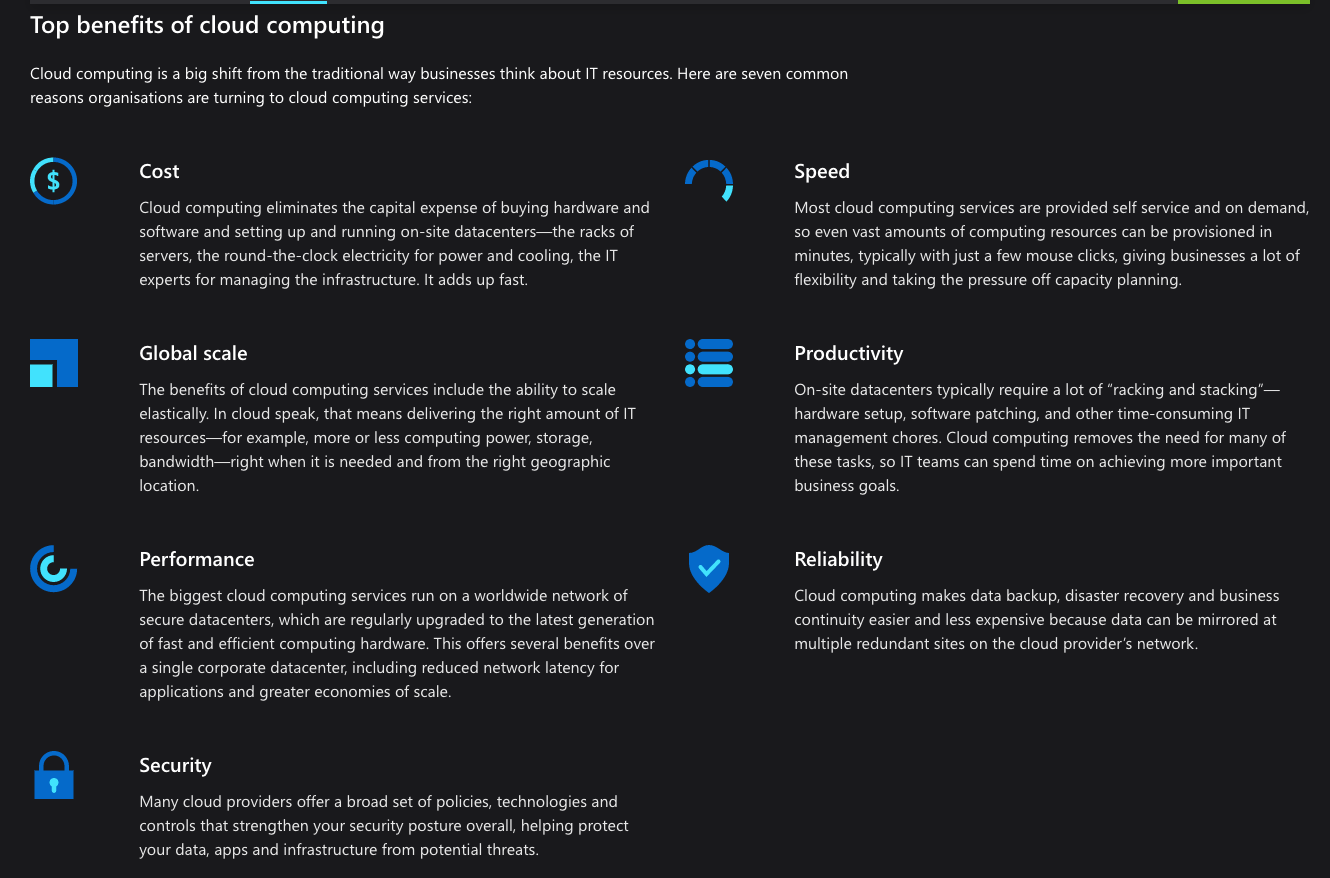 Top benefits of cloud computing
Cloud computing is a big shift from the traditional way businesses think about IT resources. Here are seven common
reasons organisations are turning to cloud computing services:
$
Cost
Cloud computing eliminates the capital expense of buying hardware and
software and setting up and running on-site datacenters—the racks of
servers, the round-the-clock electricity for power and cooling, the IT
experts for managing the infrastructure. It adds up fast.
Speed
Most cloud computing services are provided self service and on demand,
so even vast amounts of computing resources can be provisioned in
minutes, typically with just a few mouse clicks, giving businesses a lot of
flexibility and taking the pressure off capacity planning.
Global scale
The benefits of cloud computing services include the ability to scale
elastically. In cloud speak, that means delivering the right amount of IT
resources—for example, more or less computing power, storage,
bandwidth—right when it is needed and from the right geographic
location.
Productivity
On-site datacenters typically require a lot of “racking and stacking”—
hardware setup, software patching, and other time-consuming IT
management chores. Cloud computing removes the need for many of
these tasks, so IT teams can spend time on achieving more important
business goals.
Performance
The biggest cloud computing services run on a worldwide network of
secure datacenters, which are regularly upgraded to the latest generation
of fast and efficient computing hardware. This offers several benefits over
a single corporate datacenter, including reduced network latency for
applications and greater economies of scale.
Reliability
Cloud computing makes data backup, disaster recovery and business
continuity easier and less expensive because data can be mirrored at
multiple redundant sites on the cloud provider’s network.
Security
Many cloud providers offer a broad set of policies, technologies and
controls that strengthen your security posture overall, helping protect
your data, apps and infrastructure from potential threats.